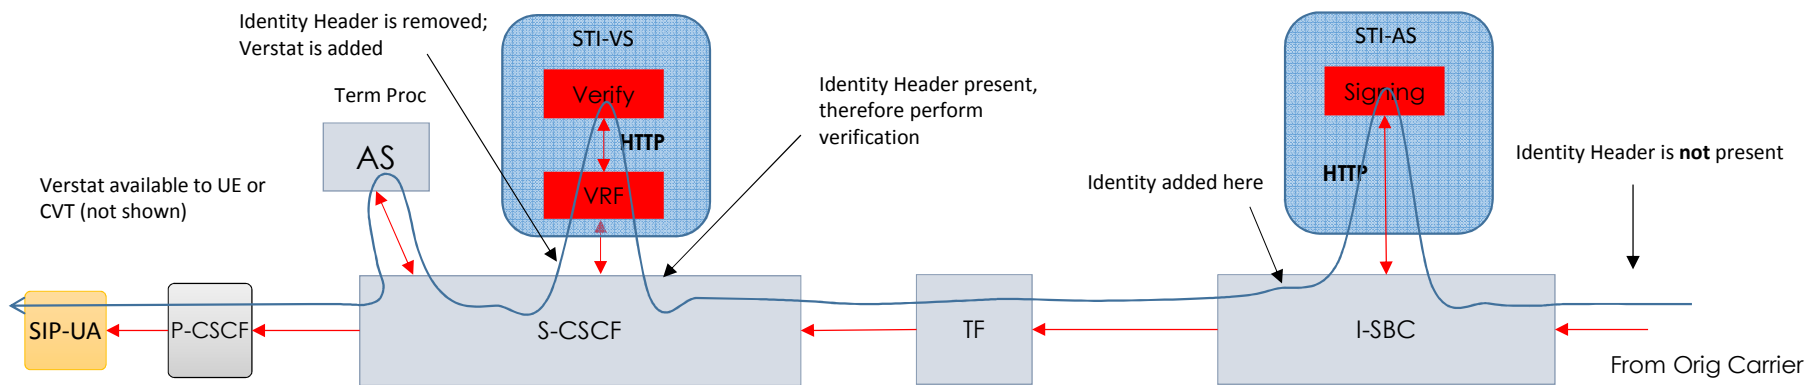 Identity Header is removed;
Verstat is added
STI-VS
Verify
HTTP
VRF
Term Proc
AS
Identity Header present,
therefore perform
verification
STI-AS
Signing
HTTP
Identity Header is not present
Identity added here
Verstat available to UE or
CVT (not shown)
SIP-UA
P-CSCF
S-CSCF
TF
I-SBC
From Orig Carrier